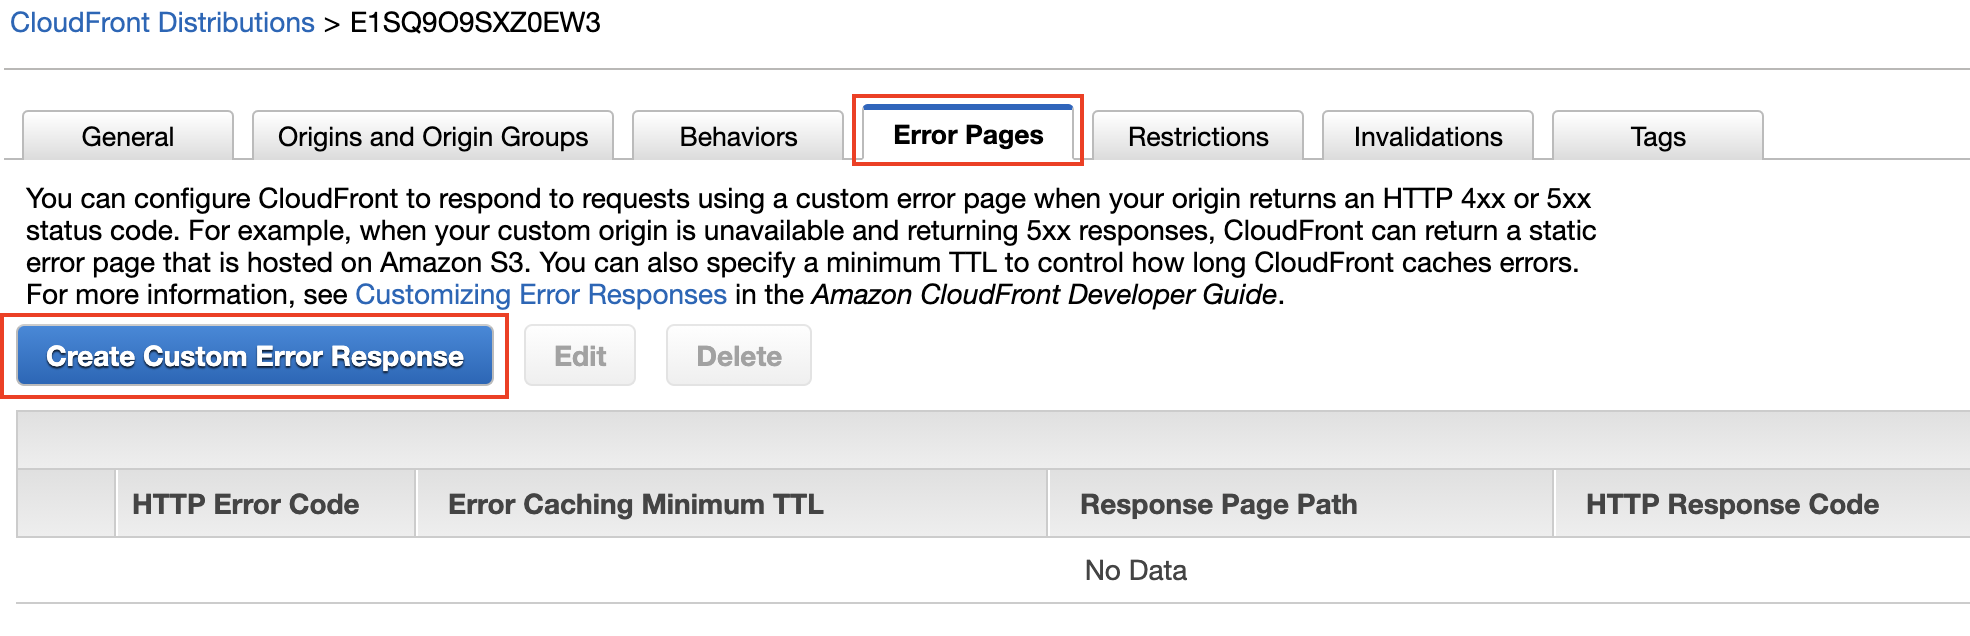 CloudFront Distributions > E1SQ9O9SXZ0EW3
General Origins and Origin Groups Behaviors Error Pages Restrictions Invalidations Tags
You can configure CloudFront to respond to requests using a custom error page when your origin returns an HTTP 4xx or 5xx
status code. For example, when your custom origin is unavailable and returning 5xx responses, CloudFront can return a static
error page that is hosted on Amazon S3. You can also specify a minimum TTL to control how long CloudFront caches errors.
For more information, see Customizing Error Responses in the Amazon CloudFront Developer Guide.
Create Custom Error Response Edit Delete
HTTP Error Code Error Caching Minimum TTL Response Page Path HTTP Response Code
No Data